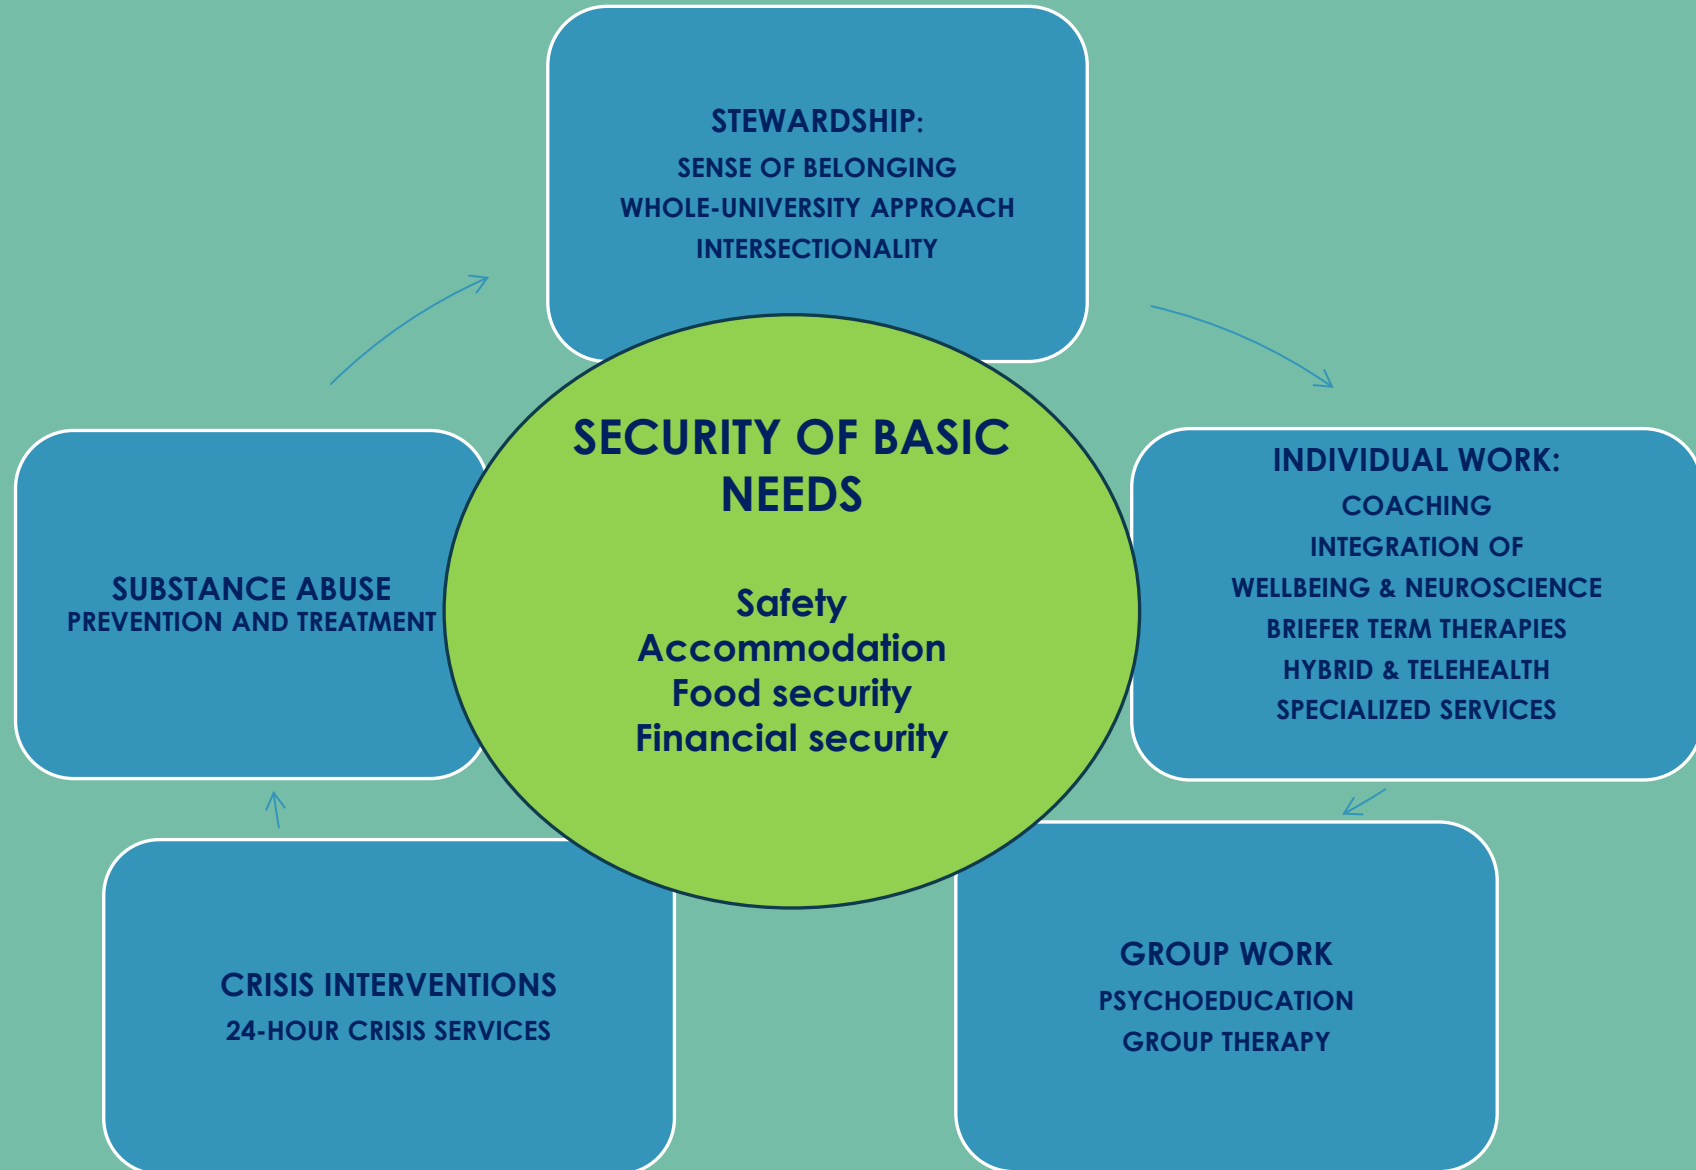 STEWARDSHIP:
SENSE OF BELONGING
WHOLE-UNIVERSITY APPROACH
INTERSECTIONALITY
SECURITY OF BASIC
NEEDS
Safety
Accommodation
Food security
Financial security
INDIVIDUAL WORK:
COACHING
INTEGRATION OF
WELLBEING & NEUROSCIENCE
BRIEFER TERM THERAPIES
HYBRID & TELEHEALTH
SPECIALIZED SERVICES
GROUP WORK
PSYCHOEDUCATION
GROUP THERAPY
CRISIS INTERVENTIONS
24-HOUR CRISIS SERVICES
SUBSTANCE ABUSE
PREVENTION AND TREATMENT